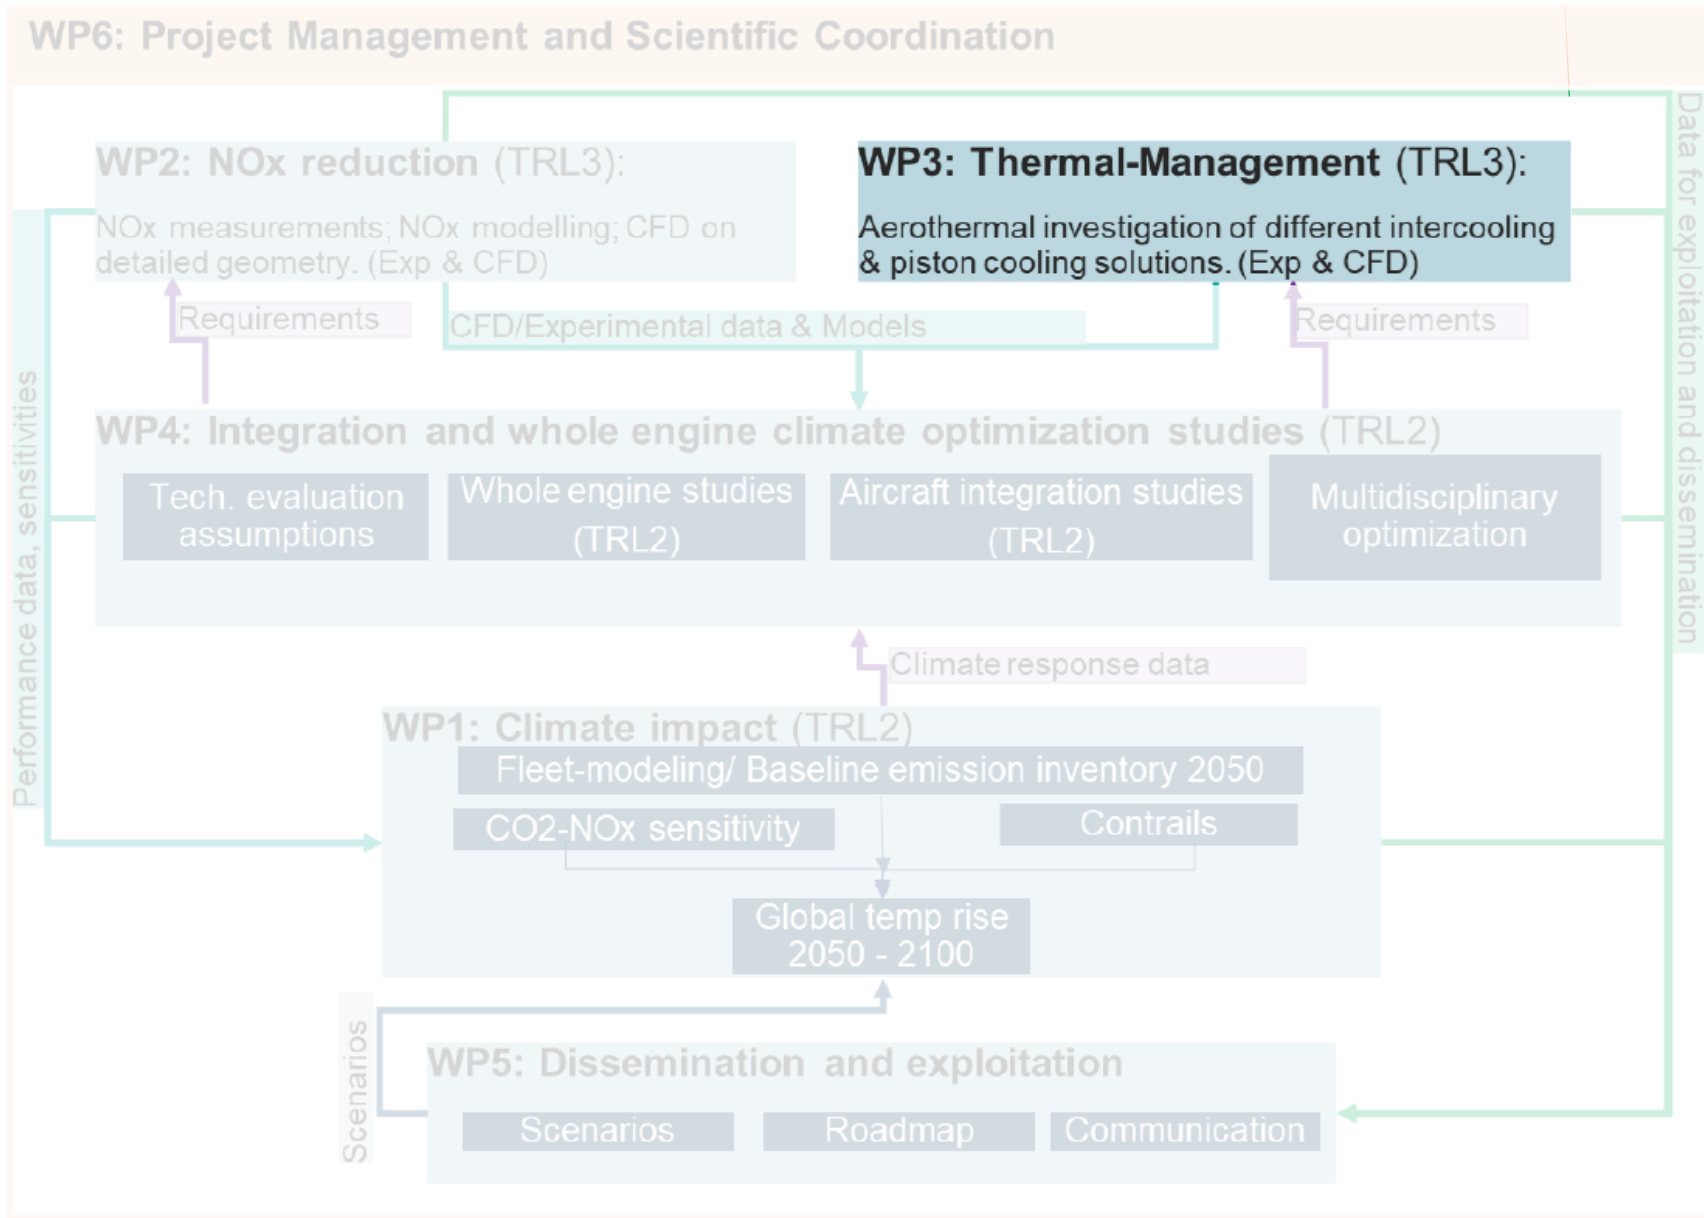 WP6: Project Management and Scientific Coordination
WP2: NOx reduction (TRL3):
NOx measurements; NOx modelling; CFD on
detailed geometry. (Exp & CFD)
WP3: Thermal-Management (TRL3):
Aerothermal investigation of different intercooling
& piston cooling solutions. (Exp & CFD)
Requirements
CFD/Experimental data & Models
Requirements
Performance data, sensitivities
Data for exploitation and dissemination
WP4: Integration and whole engine climate optimization studies (TRL2)
Tech. evaluation
assumptions
Whole engine studies
(TRL2)
Aircraft integration studies
(TRL2)
Multidisciplinary
optimization
Climate response data
WP1: Climate impact (TRL2)
Fleet-modeling/ Baseline emission inventory 2050
CO2-NOx sensitivity
Contrails
Global temp rise
2050 - 2100
Scenarios
WP5: Dissemination and exploitation
Scenarios
Roadmap
Communication